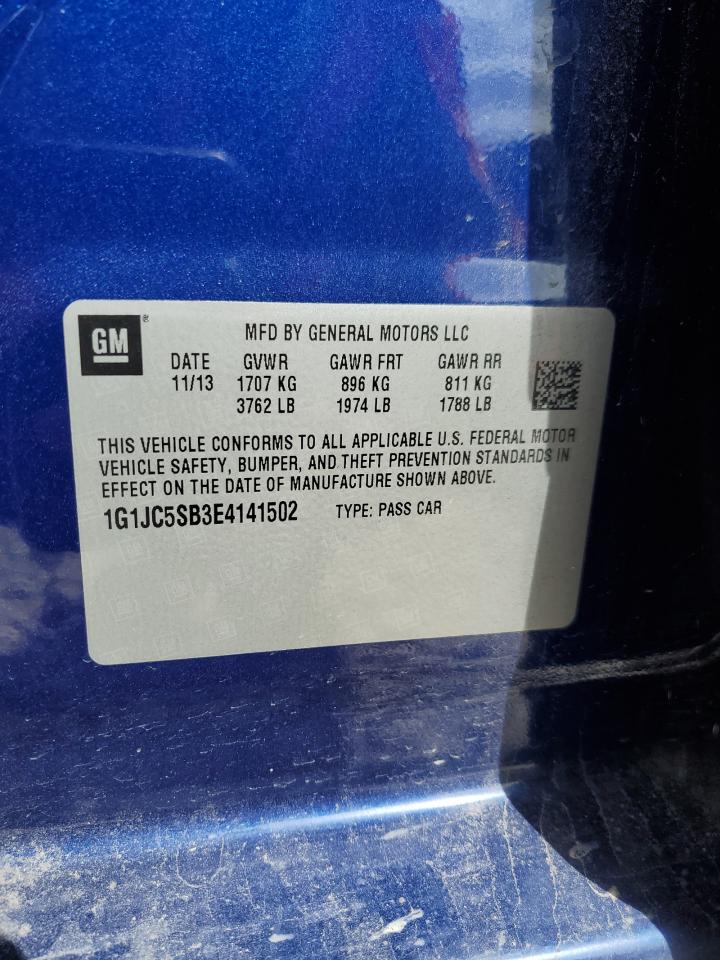 GM ®
MFD BY GENERAL MOTORS LLC
DATE GVWR GAWR FRT GAWR RR
11/13 1707 KG 896 KG 811 KG
3762 LB 1974 LB 1788 LB
THIS VEHICLE CONFORMS TO ALL APPLICABLE U.S. FEDERAL MOTOR
VEHICLE SAFETY, BUMPER, AND THEFT PREVENTION STANDARDS IN
EFFECT ON THE DATE OF MANUFACTURE SHOWN ABOVE.
1G1JC5SB3E4141502 TYPE: PASS CAR